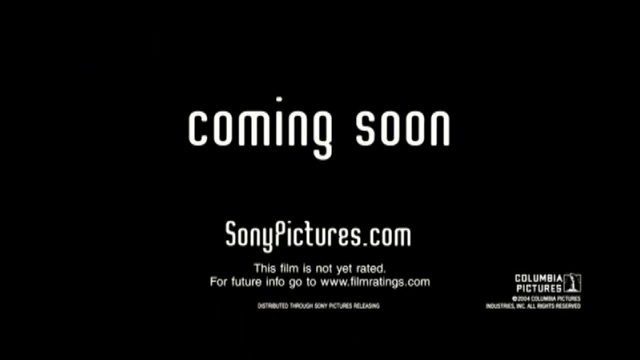 coming soon
SonyPictures.com
This film is not yet rated.
For future info go to www.filmratings.com
DISTRIBUTED THROUGH SONY PICTURES RELEASING
COLUMBIA
PICTURES
©2004 COLUMBIA PICTURES
INDUSTRIES, INC. ALL RIGHTS RESERVED